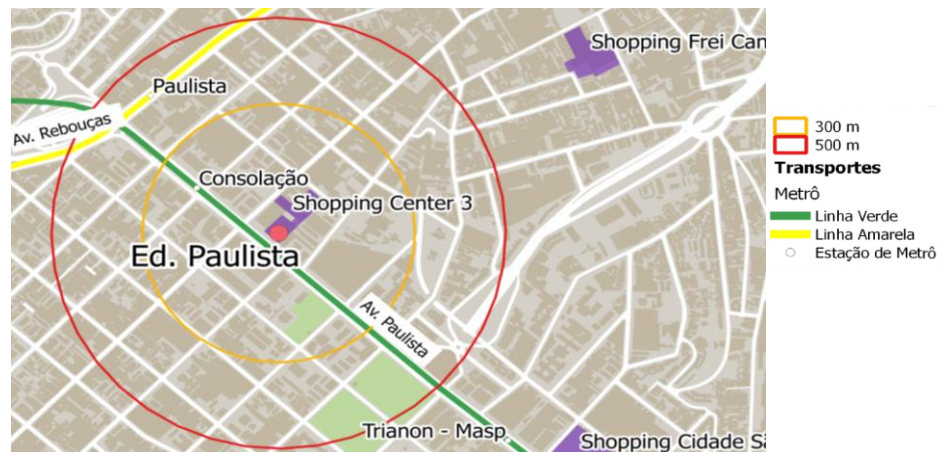 Shopping Frei Can
Paulista
Av. Rebouças
Consolação
Shopping Center 3
Ed. Paulista
Av. Paulista
Trianon - Masp
Shopping Cidade Sã
300 m
500 m
Transportes
Metrô
Linha Verde
Linha Amarela
Estação de Metrô